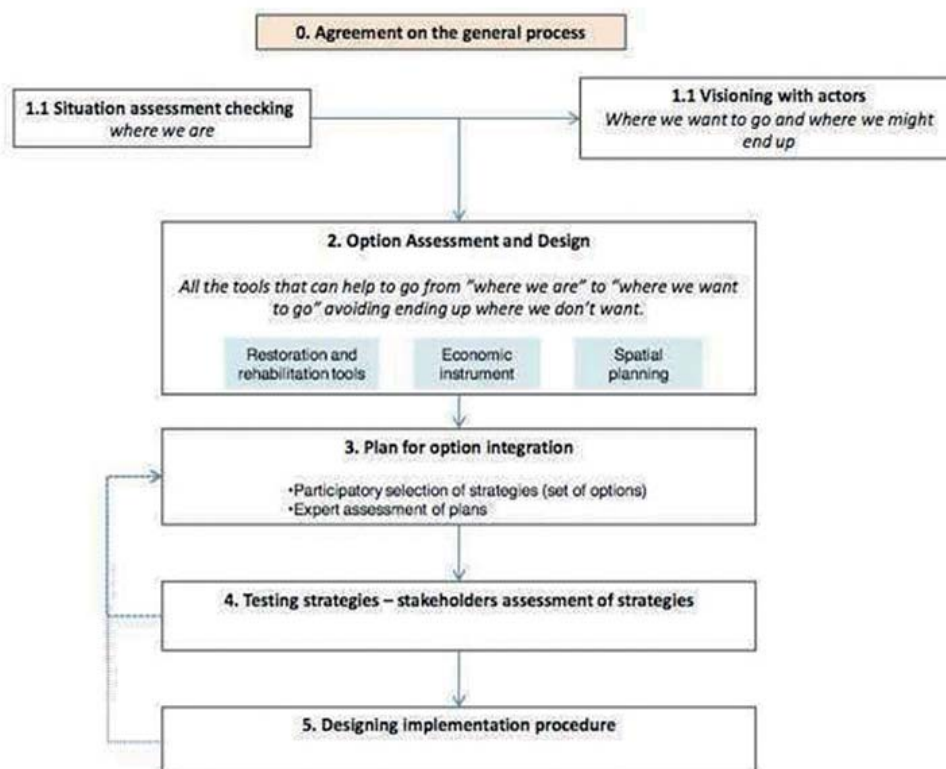 0. Agreement on the general process
1.1 Situation assessment checking
where we are
1.1 Visioning with actors
Where we want to go and where we might
end up
2. Option Assessment and Design
All the tools that can help to go from "where we are" to "where we want
to go" avoiding ending up where we don't want.
Restoration and
rehabilitation tools
Economic
instrument
Spatial
planning
3. Plan for option integration
•Participatory selection of strategies (set of options)
•Expert assessment of plans
4. Testing strategies – stakeholders assessment of strategies
5. Designing implementation procedure